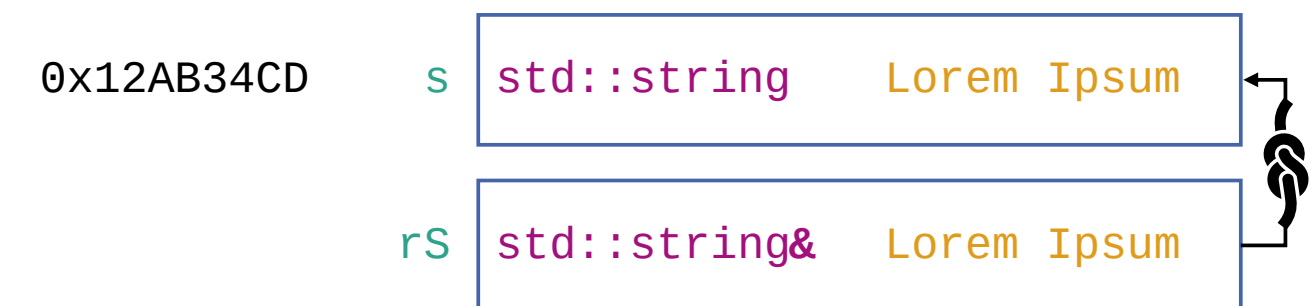 0x12AB34CD s std::string Lorem Ipsum
rS std::string& Lorem Ipsum